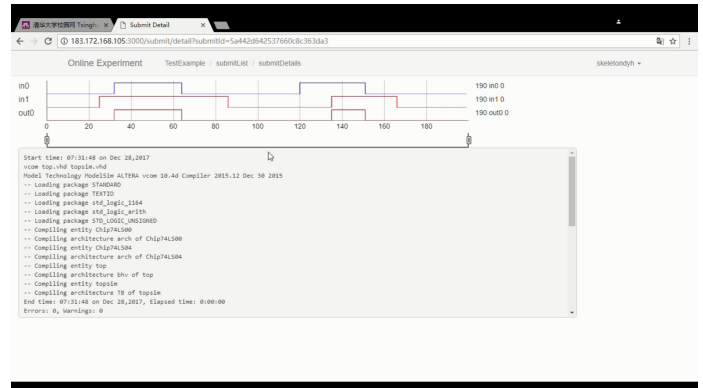 清华大学校园网 Tsingh
Submit Detail
183.172.168.105:3000/submit/detail?submitId=5a442d642537660c8c363da3
Online Experiment TestExample / submitList / submitDetails skeletondyh
in0 190 in0 0
in1 190 in1 0
out0 190 out0 0
0 20 40 60 80 100 120 140 160 180
Start time: 07:31:48 on Dec 28,2017
vcom top.vhd topsim.vhd
Model Technology ModelSim ALTERA vcom 10.4d Compiler 2015.12 Dec 30 2015
-- Loading package STANDARD
-- Loading package TEXTIO
-- Loading package std_logic_1164
-- Loading package std_logic_arith
-- Loading package STD_LOGIC_UNSIGNED
-- Compiling entity Chip74LS00
-- Compiling architecture arch of Chip74LS00
-- Compiling entity Chip74LS04
-- Compiling architecture arch of Chip74LS04
-- Compiling entity top
-- Compiling architecture bhv of top
-- Compiling entity topsim
-- Compiling architecture TB of topsim
End time: 07:31:48 on Dec 28,2017, Elapsed time: 0:00:00
Errors: 0, Warnings: 0